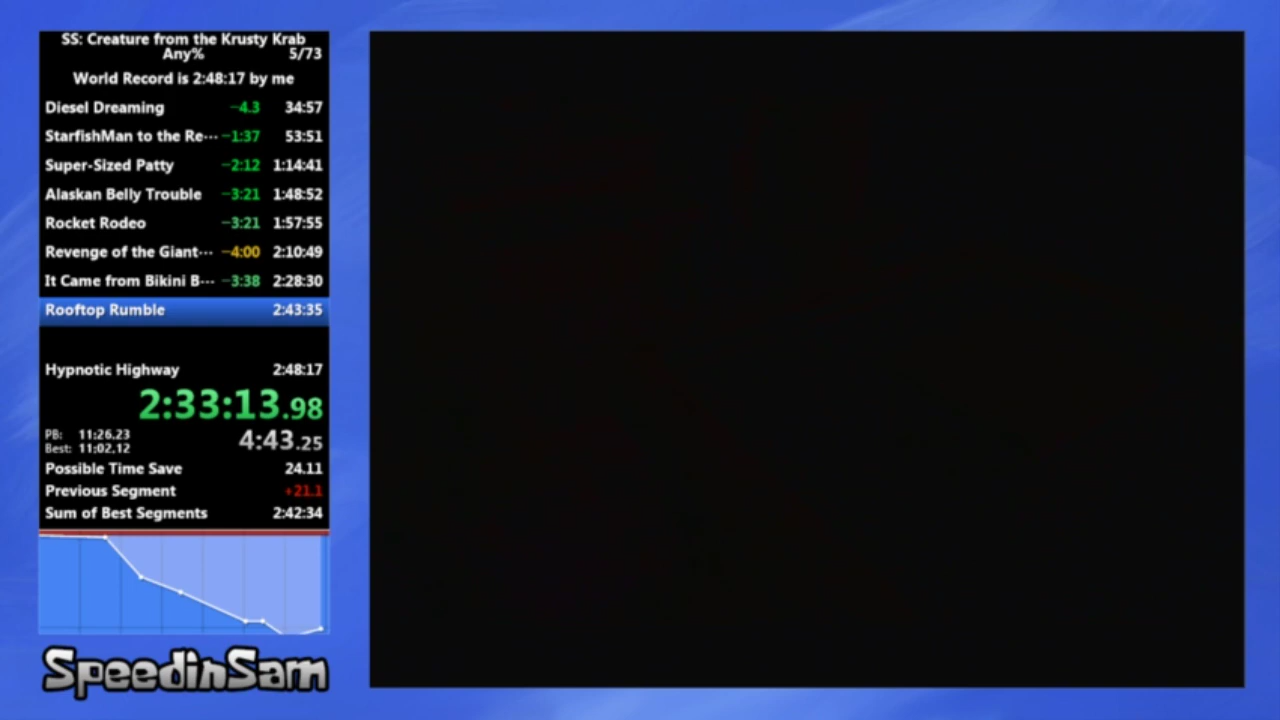 SS: Creature from the Krusty Krab
Any% 5/73
World Record is 2:48:17 by me
Diesel Dreaming −4.3 34:57
StarfishMan to the Re··· −1:37 53:51
Super-Sized Patty −2:12 1:14:41
Alaskan Belly Trouble −3:21 1:48:52
Rocket Rodeo −3:21 1:57:55
Revenge of the Giant··· −4:00 2:10:49
It Came from Bikini B··· −3:38 2:28:30
Rooftop Rumble 2:43:35
Hypnotic Highway 2:48:17
2:33:13.98
PB: 11:26.23 4:43.25
Best: 11:02.12
Possible Time Save 24.11
Previous Segment +21.1
Sum of Best Segments 2:42:34
SpeedinSam